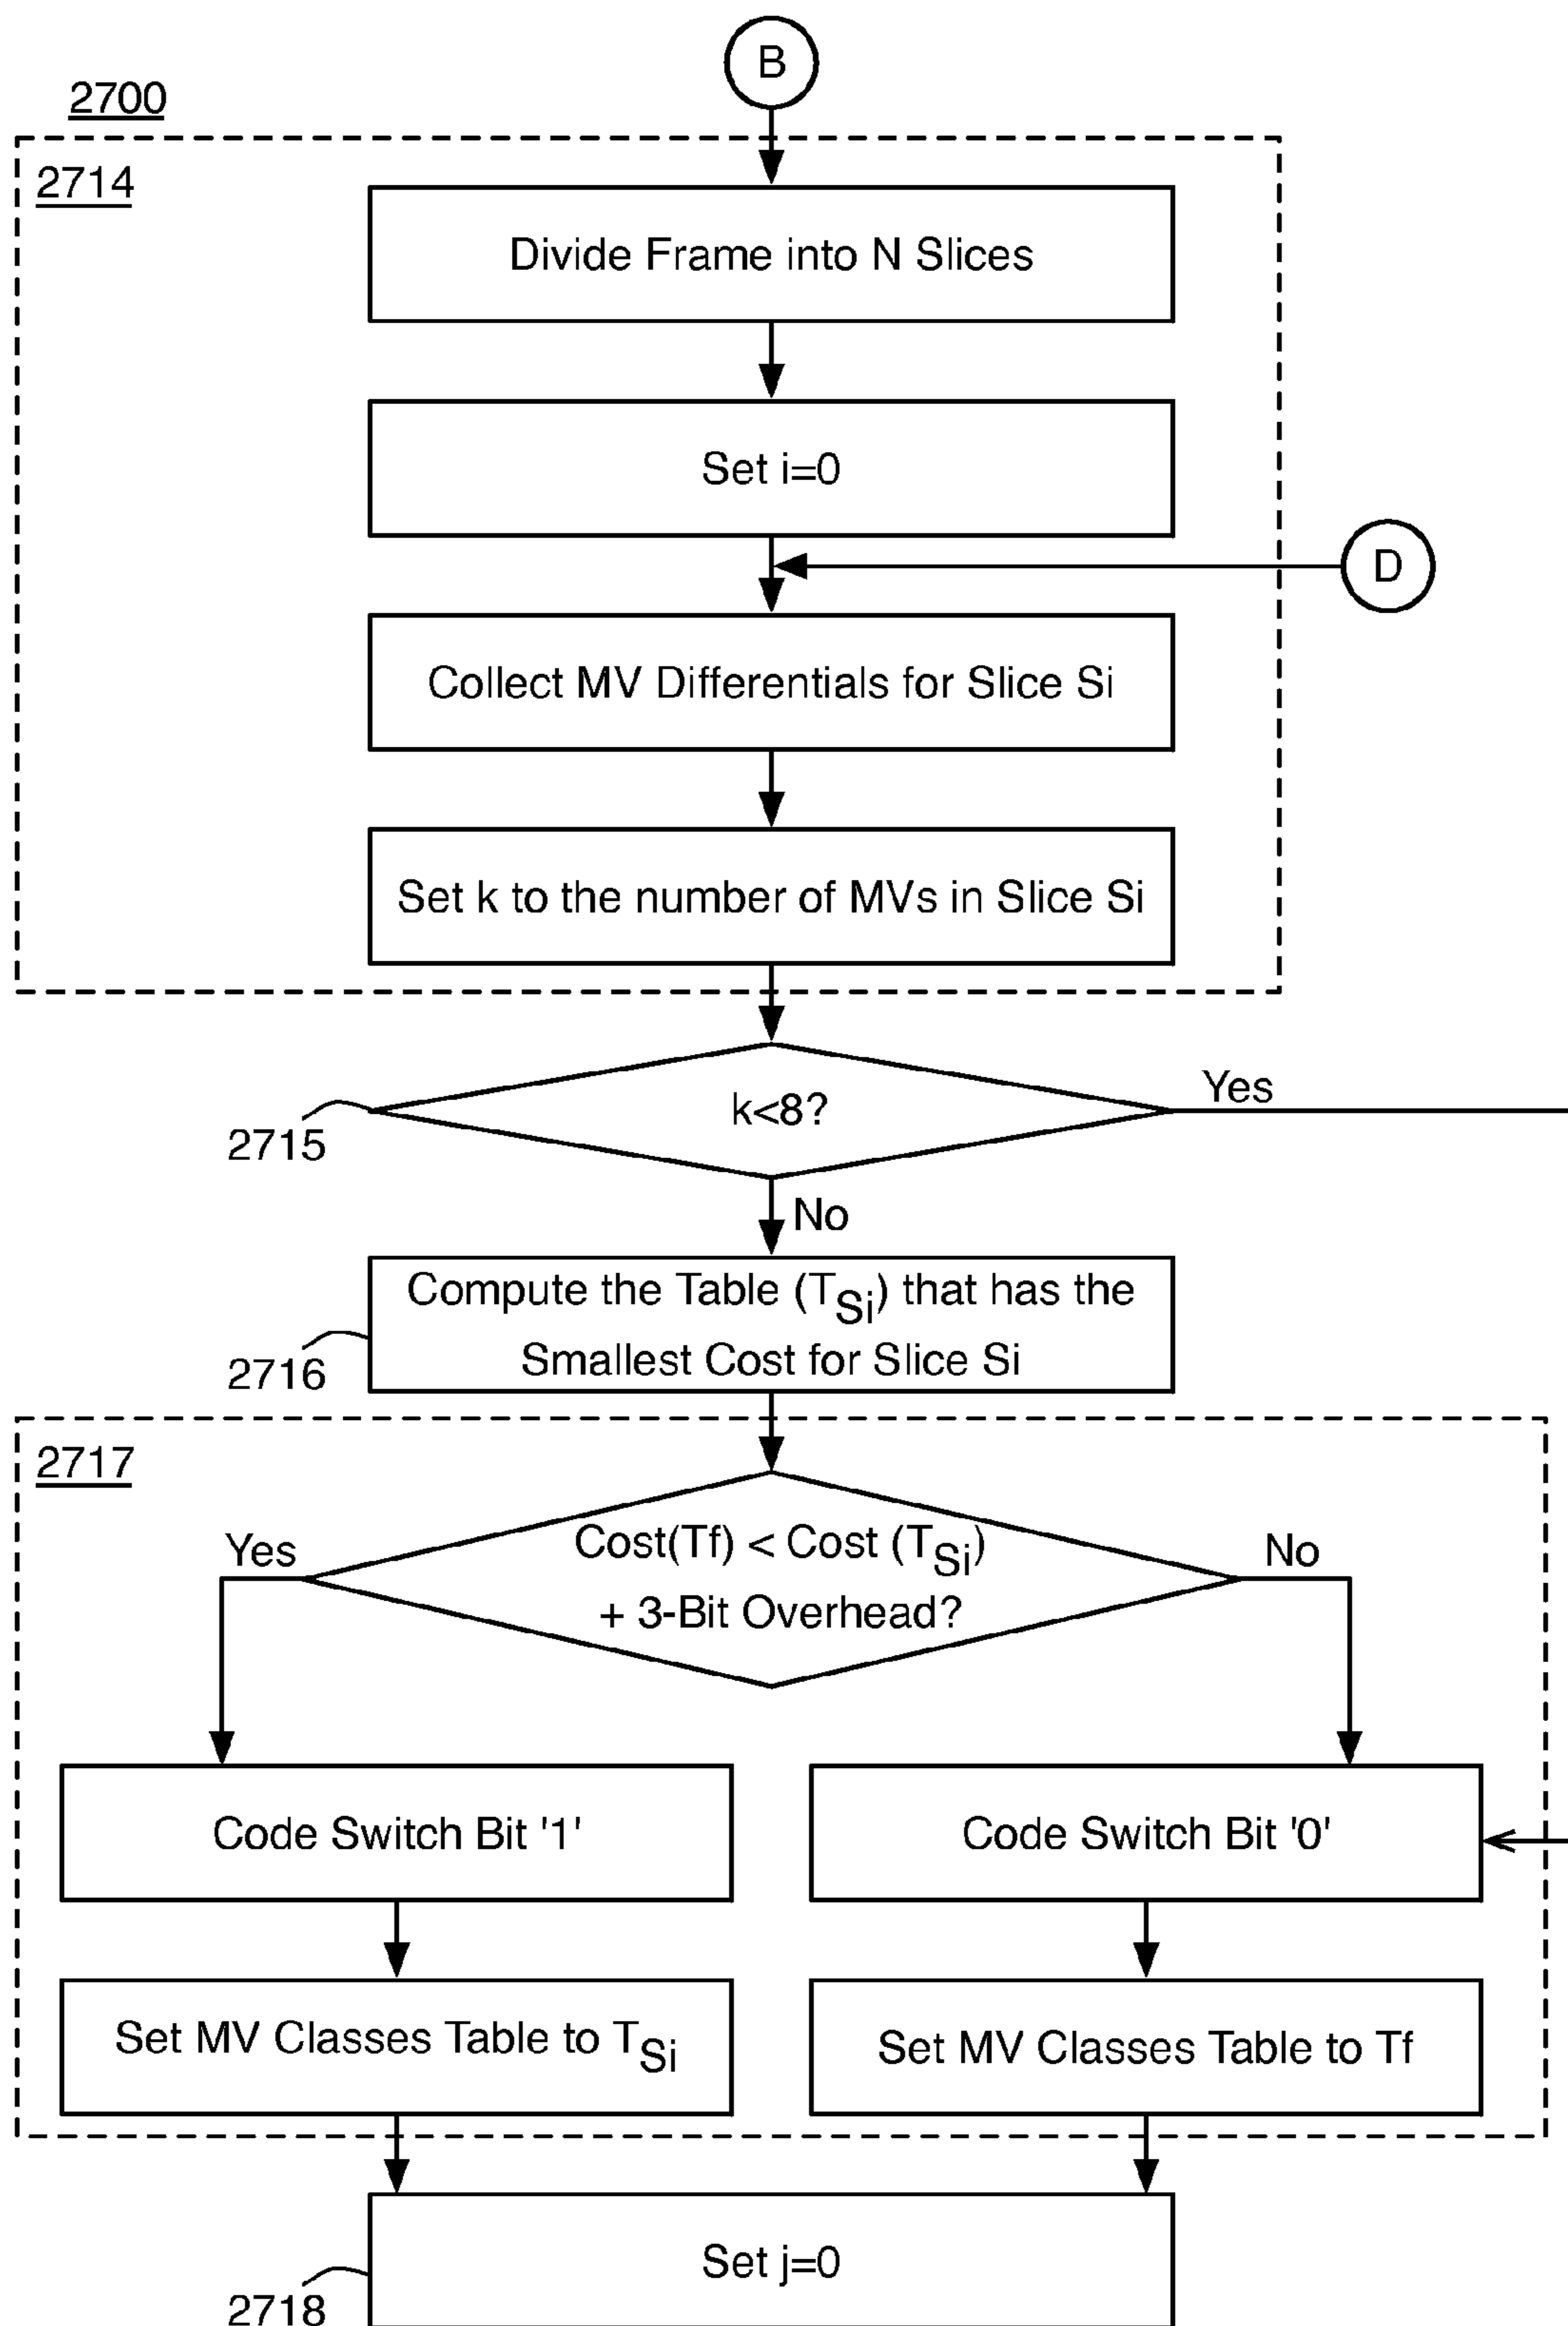 B
2700
2714
Divide Frame into N Slices
Set i=0
D
Collect MV Differentials for Slice Si
Set k to the number of MVs in Slice Si
k<8?
Yes
2715
No
Compute the Table (TSi) that has the
Smallest Cost for Slice Si
2716
2717
Cost(Tf) < Cost (TSi)
+ 3-Bit Overhead?
Yes
No
Code Switch Bit '1'
Code Switch Bit '0'
Set MV Classes Table to TSi
Set MV Classes Table to Tf
Set j=0
2718